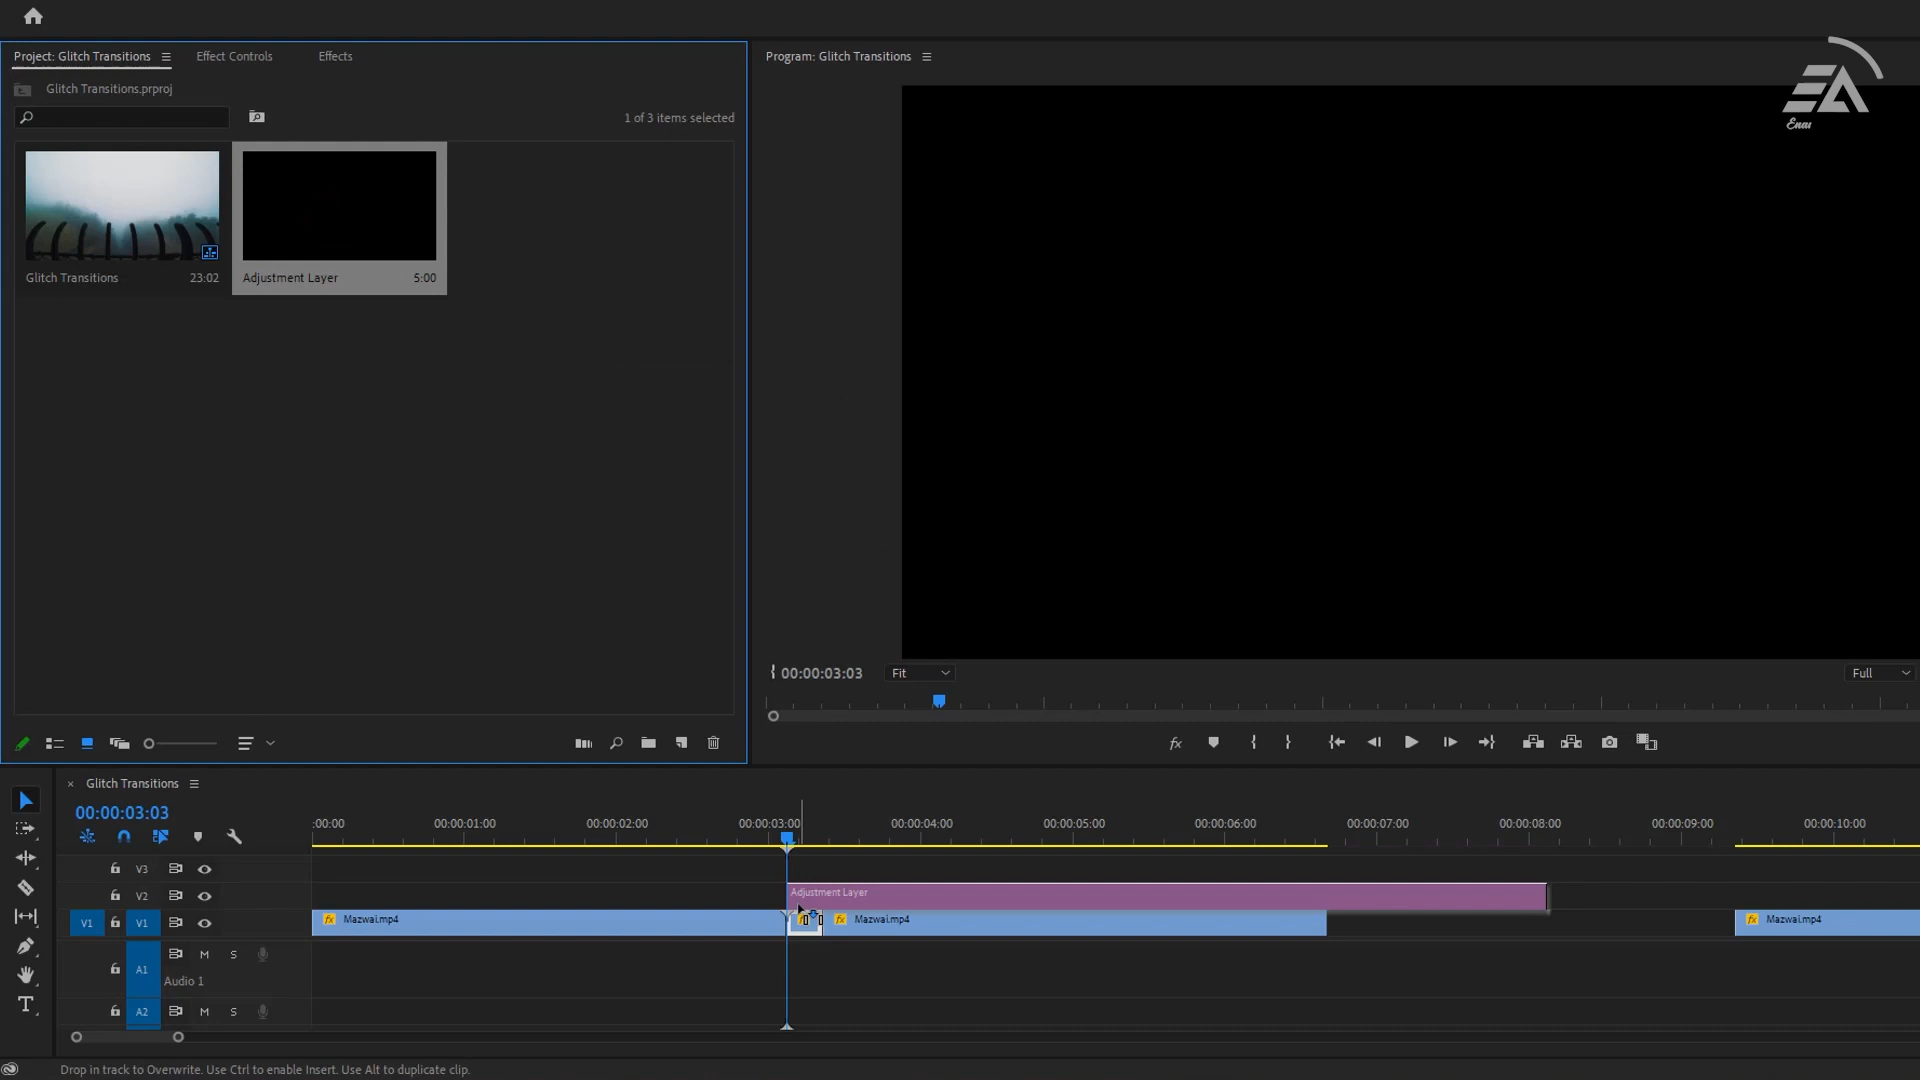 Project: Glitch Transitions
Effect Controls
Effects
Program: Glitch Transitions
Glitch Transitions.prproj
1 of 3 items selected
EA
Glitch Transitions 23:02
Adjustment Layer 5:00
00:00:03:03
Fit
Full
fx
Glitch Transitions
00:00:03:03
:00:00
00:00:01:00
00:00:02:00
00:00:03:00
00:00:04:00
00:00:05:00
00:00:06:00
00:00:07:00
00:00:08:00
00:00:09:00
00:00:10:00
V3
V2
Adjustment Layer
V1 V1
fx Mazwai.mp4
fx Mazwai.mp4
fx Mazwai.mp4
A1
M S
Audio 1
A2
M S
Drop in track to Overwrite. Use Ctrl to enable Insert. Use Alt to duplicate clip.